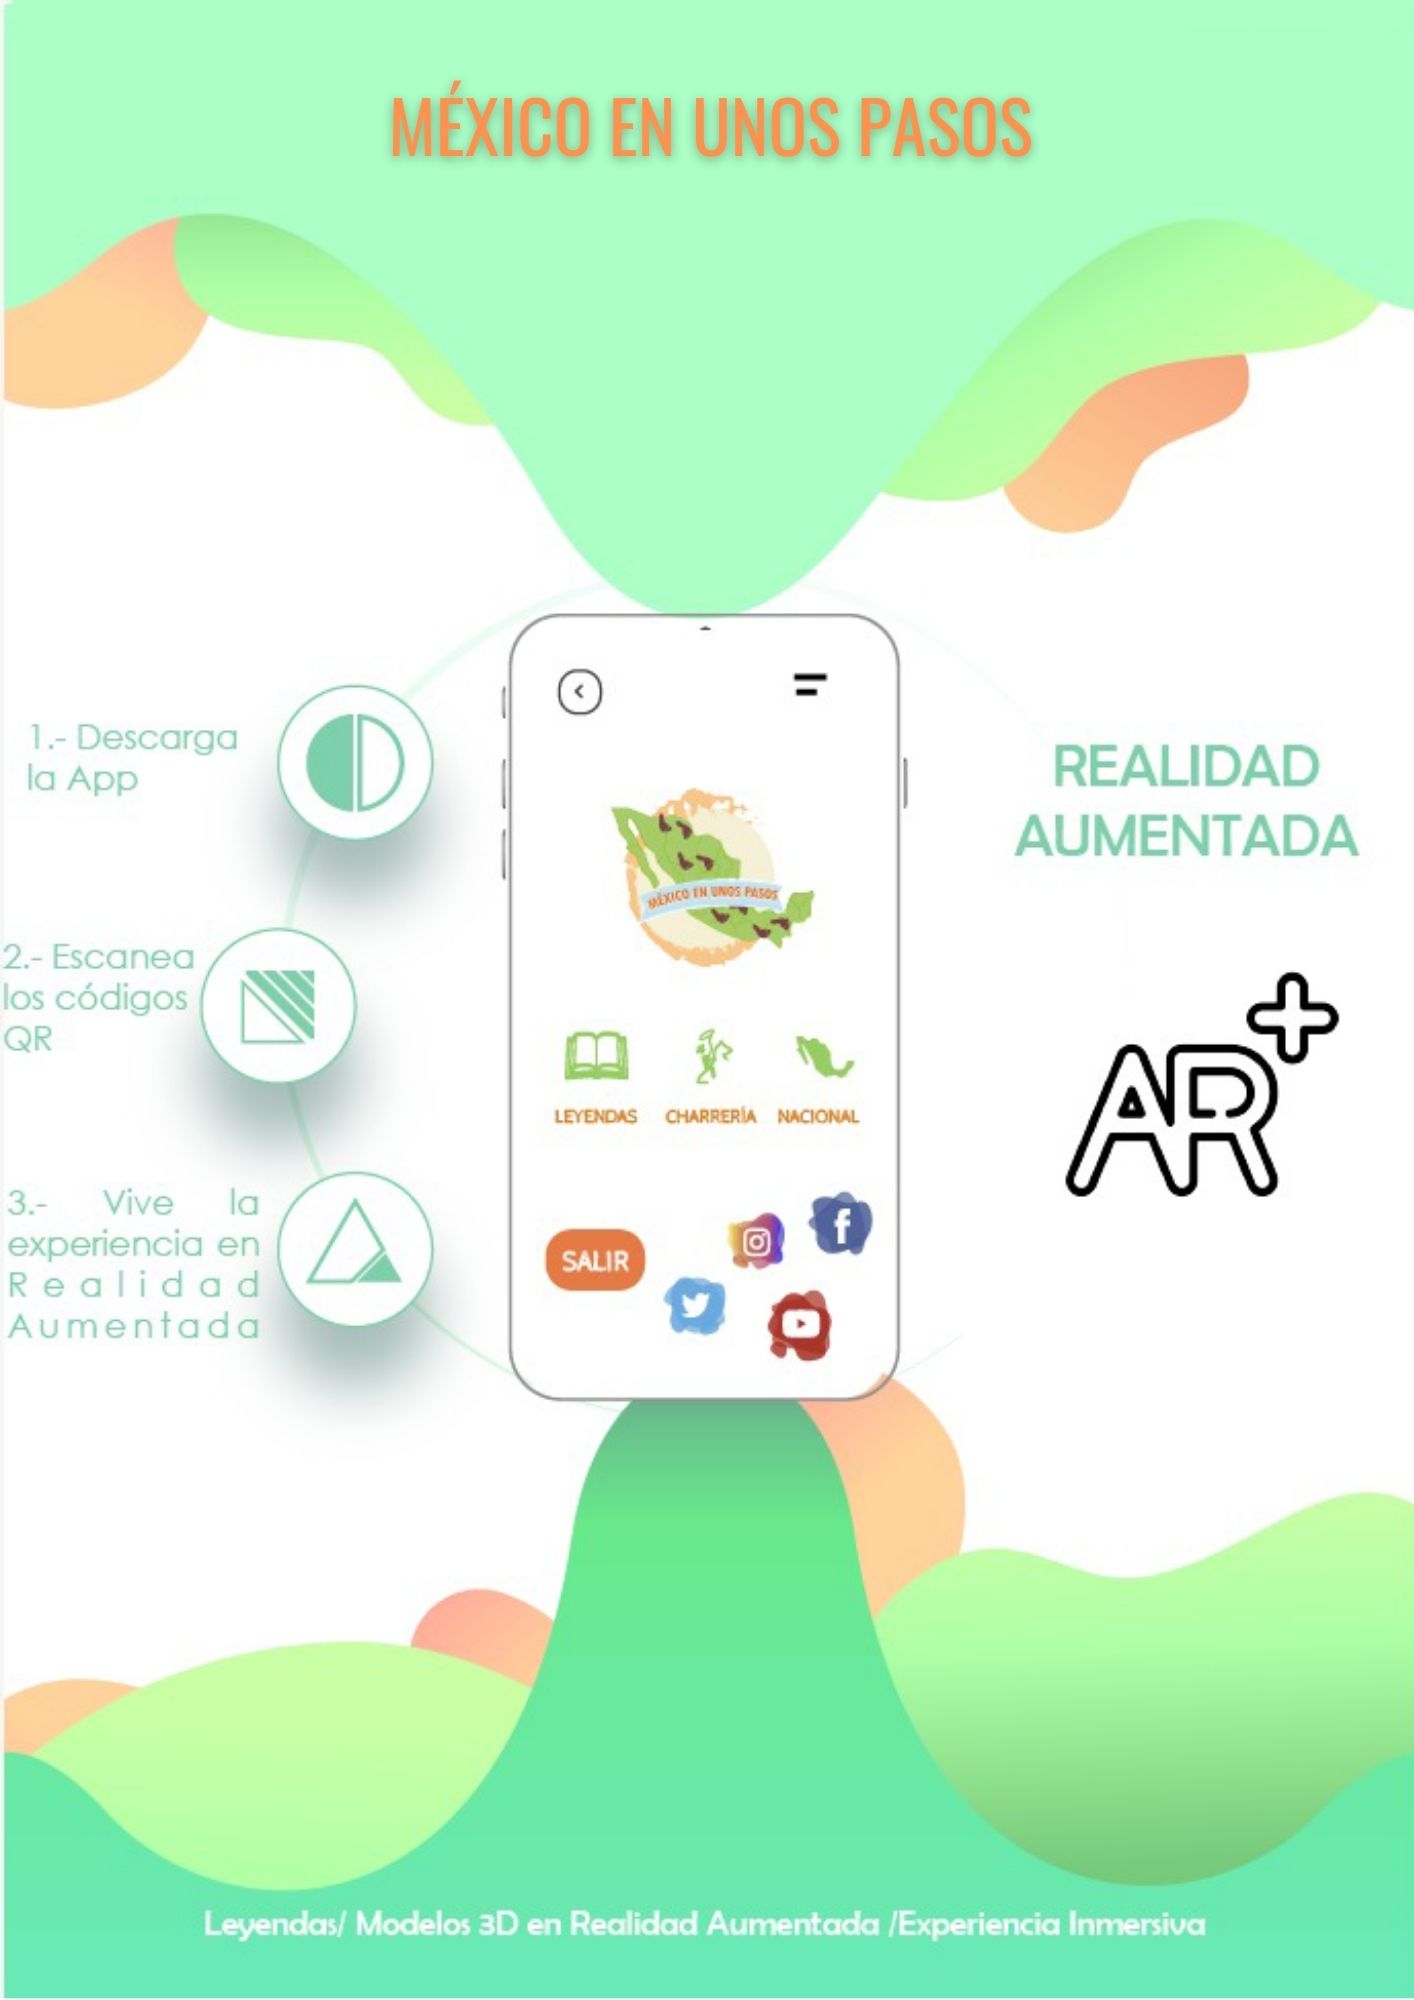 MÉXICO EN UNOS PASOS
1.- Descarga
la App
2.- Escanea
los códigos
QR
3.- Vive la
experiencia en
Realidad
Aumentada
MÉXICO EN UNOS PASOS
LEYENDAS CHARRERÍA NACIONAL
SALIR
REALIDAD
AUMENTADA
AR+
Leyendas/ Modelos 3D en Realidad Aumentada /Experiencia Inmersiva